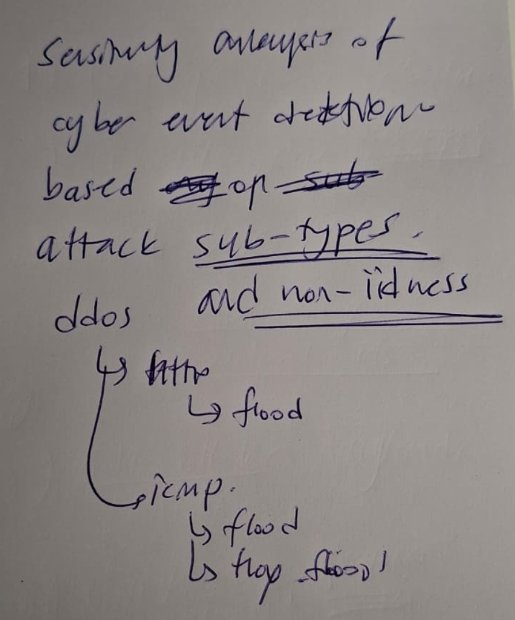 Sensitivity analysis of
cyber event detection
based on
attack sub-types.
and non-iidness
ddos
↳ http
↳ flood
icmp.
↳ flood
↳ flood